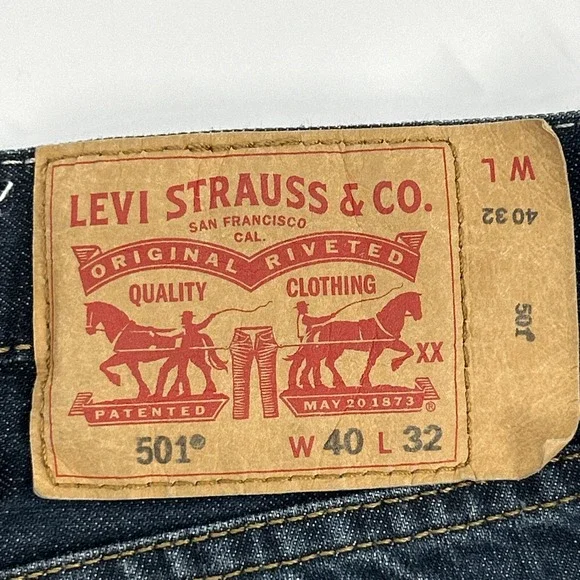 LEVI STRAUSS & CO.
SAN FRANCISCO
CAL.
ORIGINAL RIVETED
QUALITY CLOTHING
XX
PATENTED MAY 20 1873 ®
501® W 40 L 32
W L
40 32
501